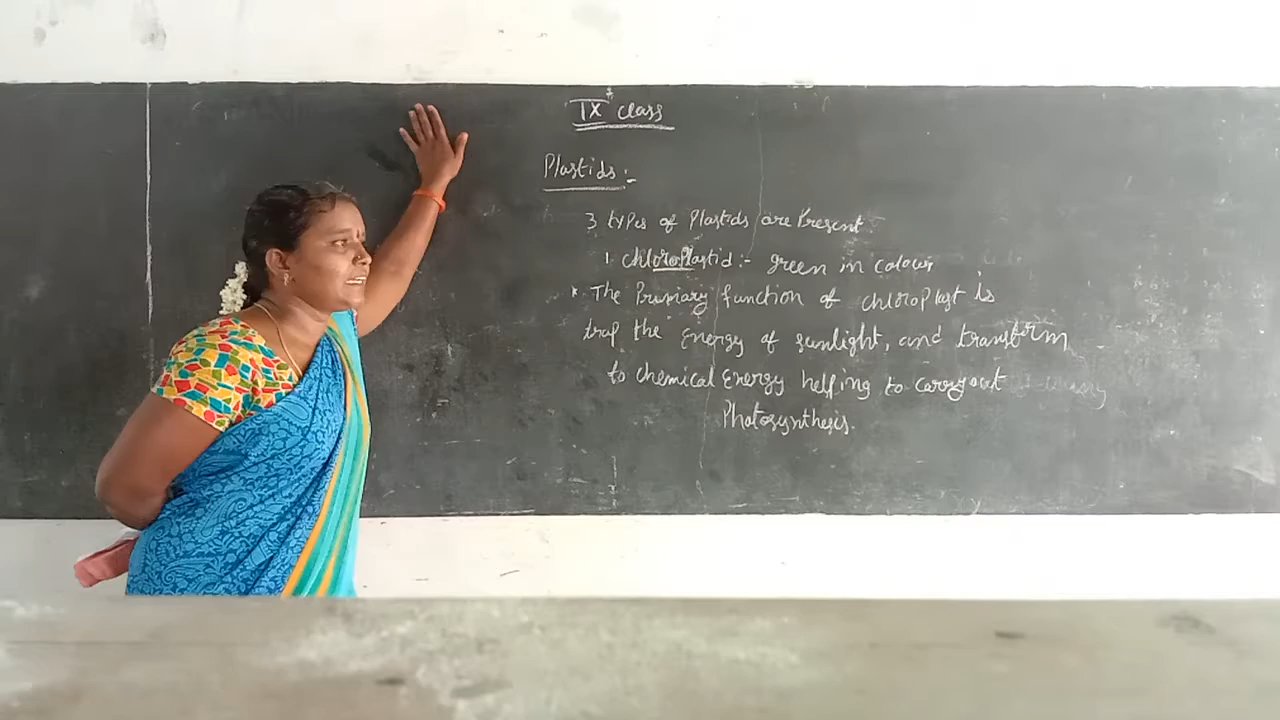 IX class
Plastids:-
3 types of Plastids are Present
1. chloroplastid:- green in colour
* The Primary function of chloroplast is
trap the energy of sunlight, and transform
to chemical Energy helping to carryout
Photosynthesis.